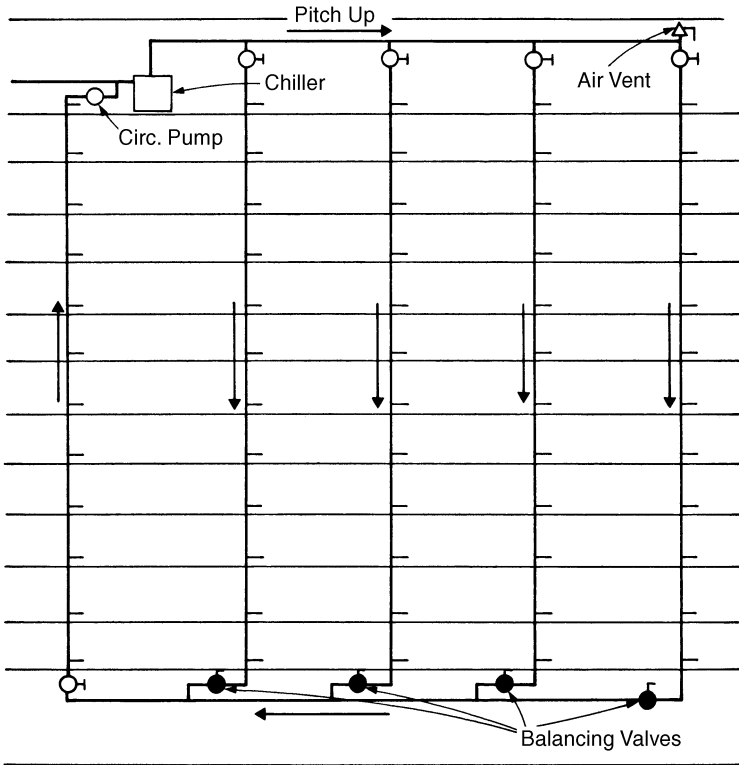 Pitch Up
Air Vent
Chiller
Circ. Pump
Balancing Valves